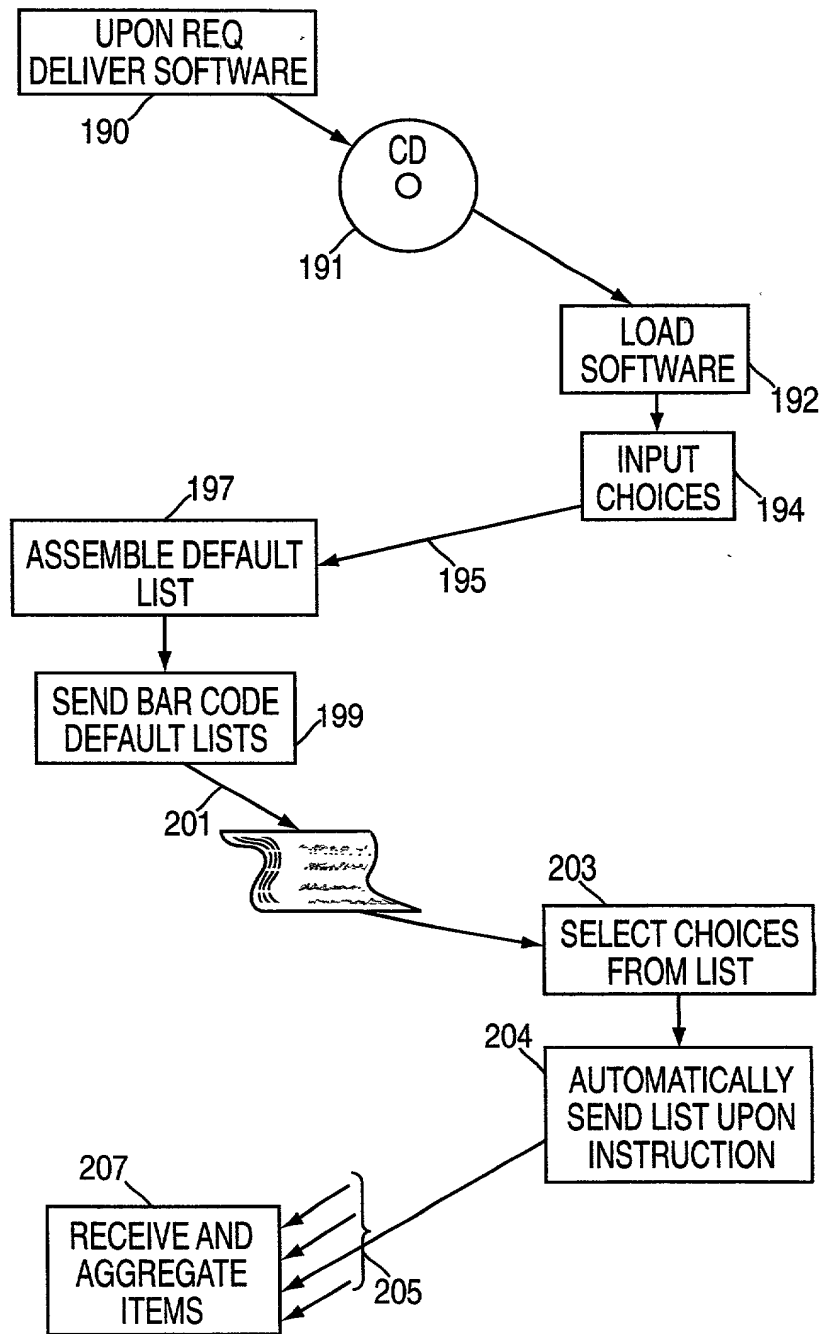 UPON REQ
DELIVER SOFTWARE
190
CD
191
LOAD
SOFTWARE
192
INPUT
CHOICES
194
195
197
ASSEMBLE DEFAULT
LIST
SEND BAR CODE
DEFAULT LISTS
199
201
203
SELECT CHOICES
FROM LIST
204
AUTOMATICALLY
SEND LIST UPON
INSTRUCTION
205
207
RECEIVE AND
AGGREGATE
ITEMS